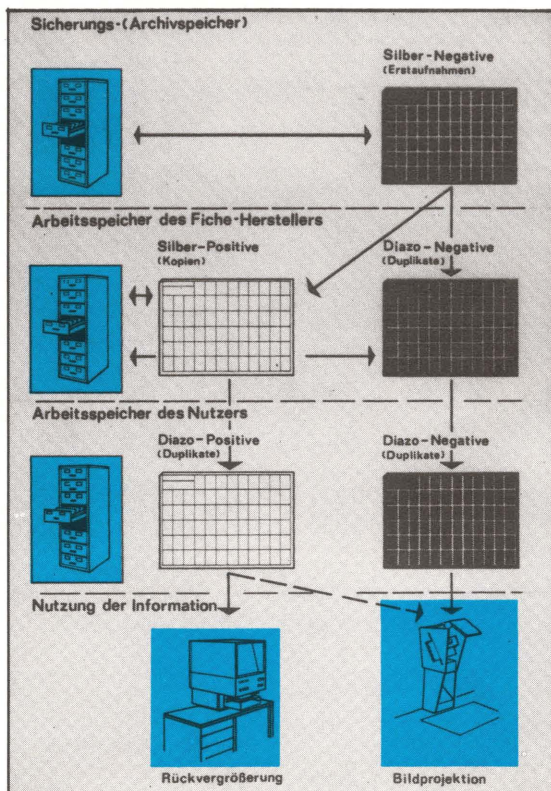 Sicherungs-(Archivspeicher)
Silber-Negative
(Erstaufnahmen)
Arbeitsspeicher des Fiche-Herstellers
Silber-Positive
(Kopien)
Diazo-Negative
(Duplikate)
Arbeitsspeicher des Nutzers
Diazo-Positive
(Duplikate)
Diazo-Negative
(Duplikate)
Nutzung der Information
Rückvergrößerung
Bildprojektion